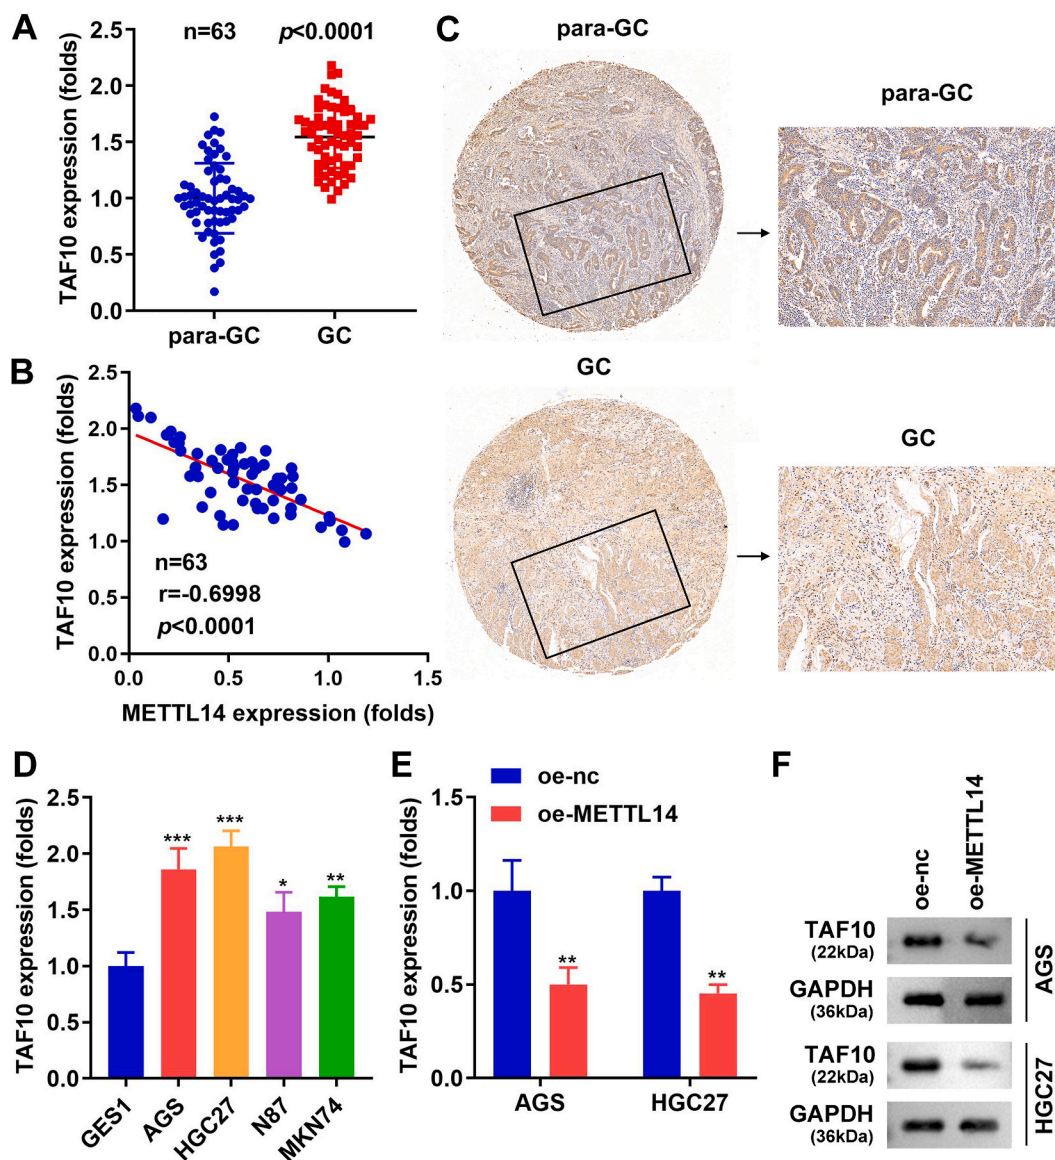 A
n=63
p<0.0001
TAF10 expression (folds)
2.5
2.0
1.5
1.0
0.5
0.0
para-GC
GC
B
TAF10 expression (folds)
2.5
2.0
1.5
1.0
0.5
0.0
n=63
r=-0.6998
p<0.0001
0.0
0.5
1.0
1.5
METTL14 expression (folds)
C
para-GC
para-GC
GC
GC
D
TAF10 expression (folds)
2.5
2.0
1.5
1.0
0.5
0.0
***
***
*
**
GES1
AGS
HGC27
N87
MKN74
E
oe-nc
oe-METTL14
TAF10 expression (folds)
1.5
1.0
0.5
0.0
**
**
AGS
HGC27
F
oe-nc
oe-METTL14
TAF10
(22kDa)
GAPDH
(36kDa)
AGS
TAF10
(22kDa)
GAPDH
(36kDa)
HGC27